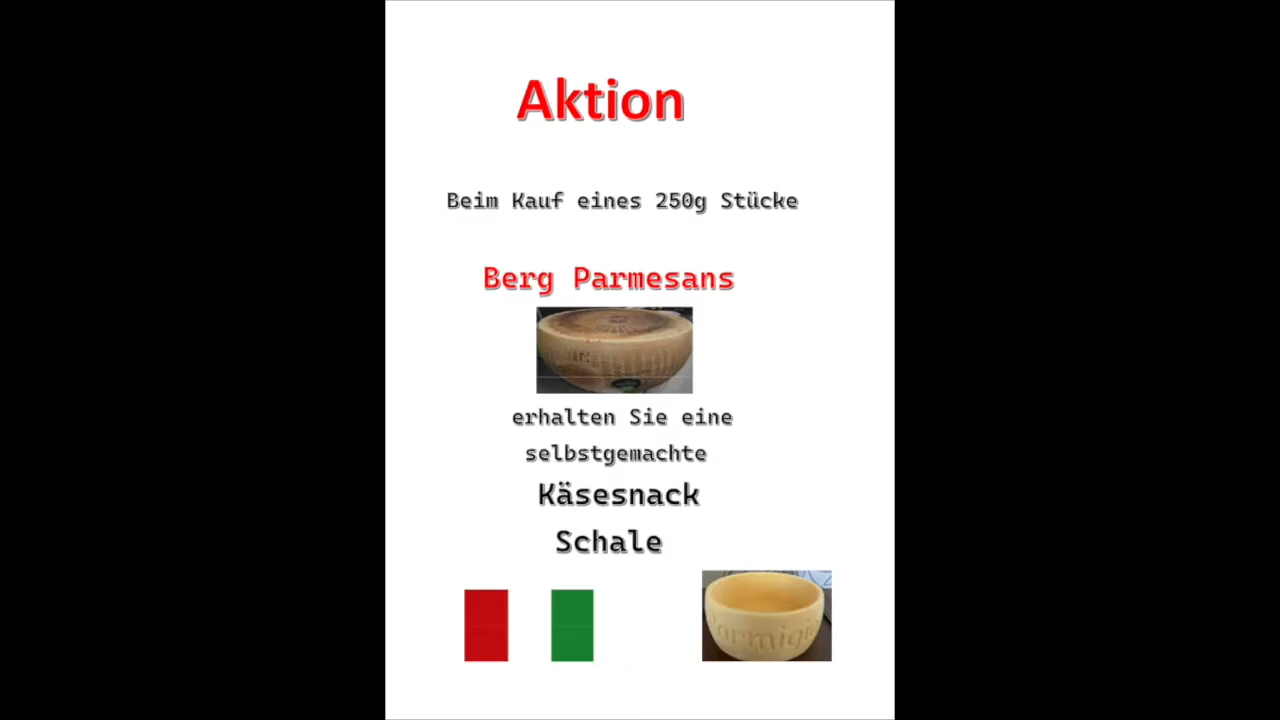 Aktion
Beim Kauf eines 250g Stücke
Berg Parmesans
erhalten Sie eine
selbstgemachte
Käsesnack
Schale